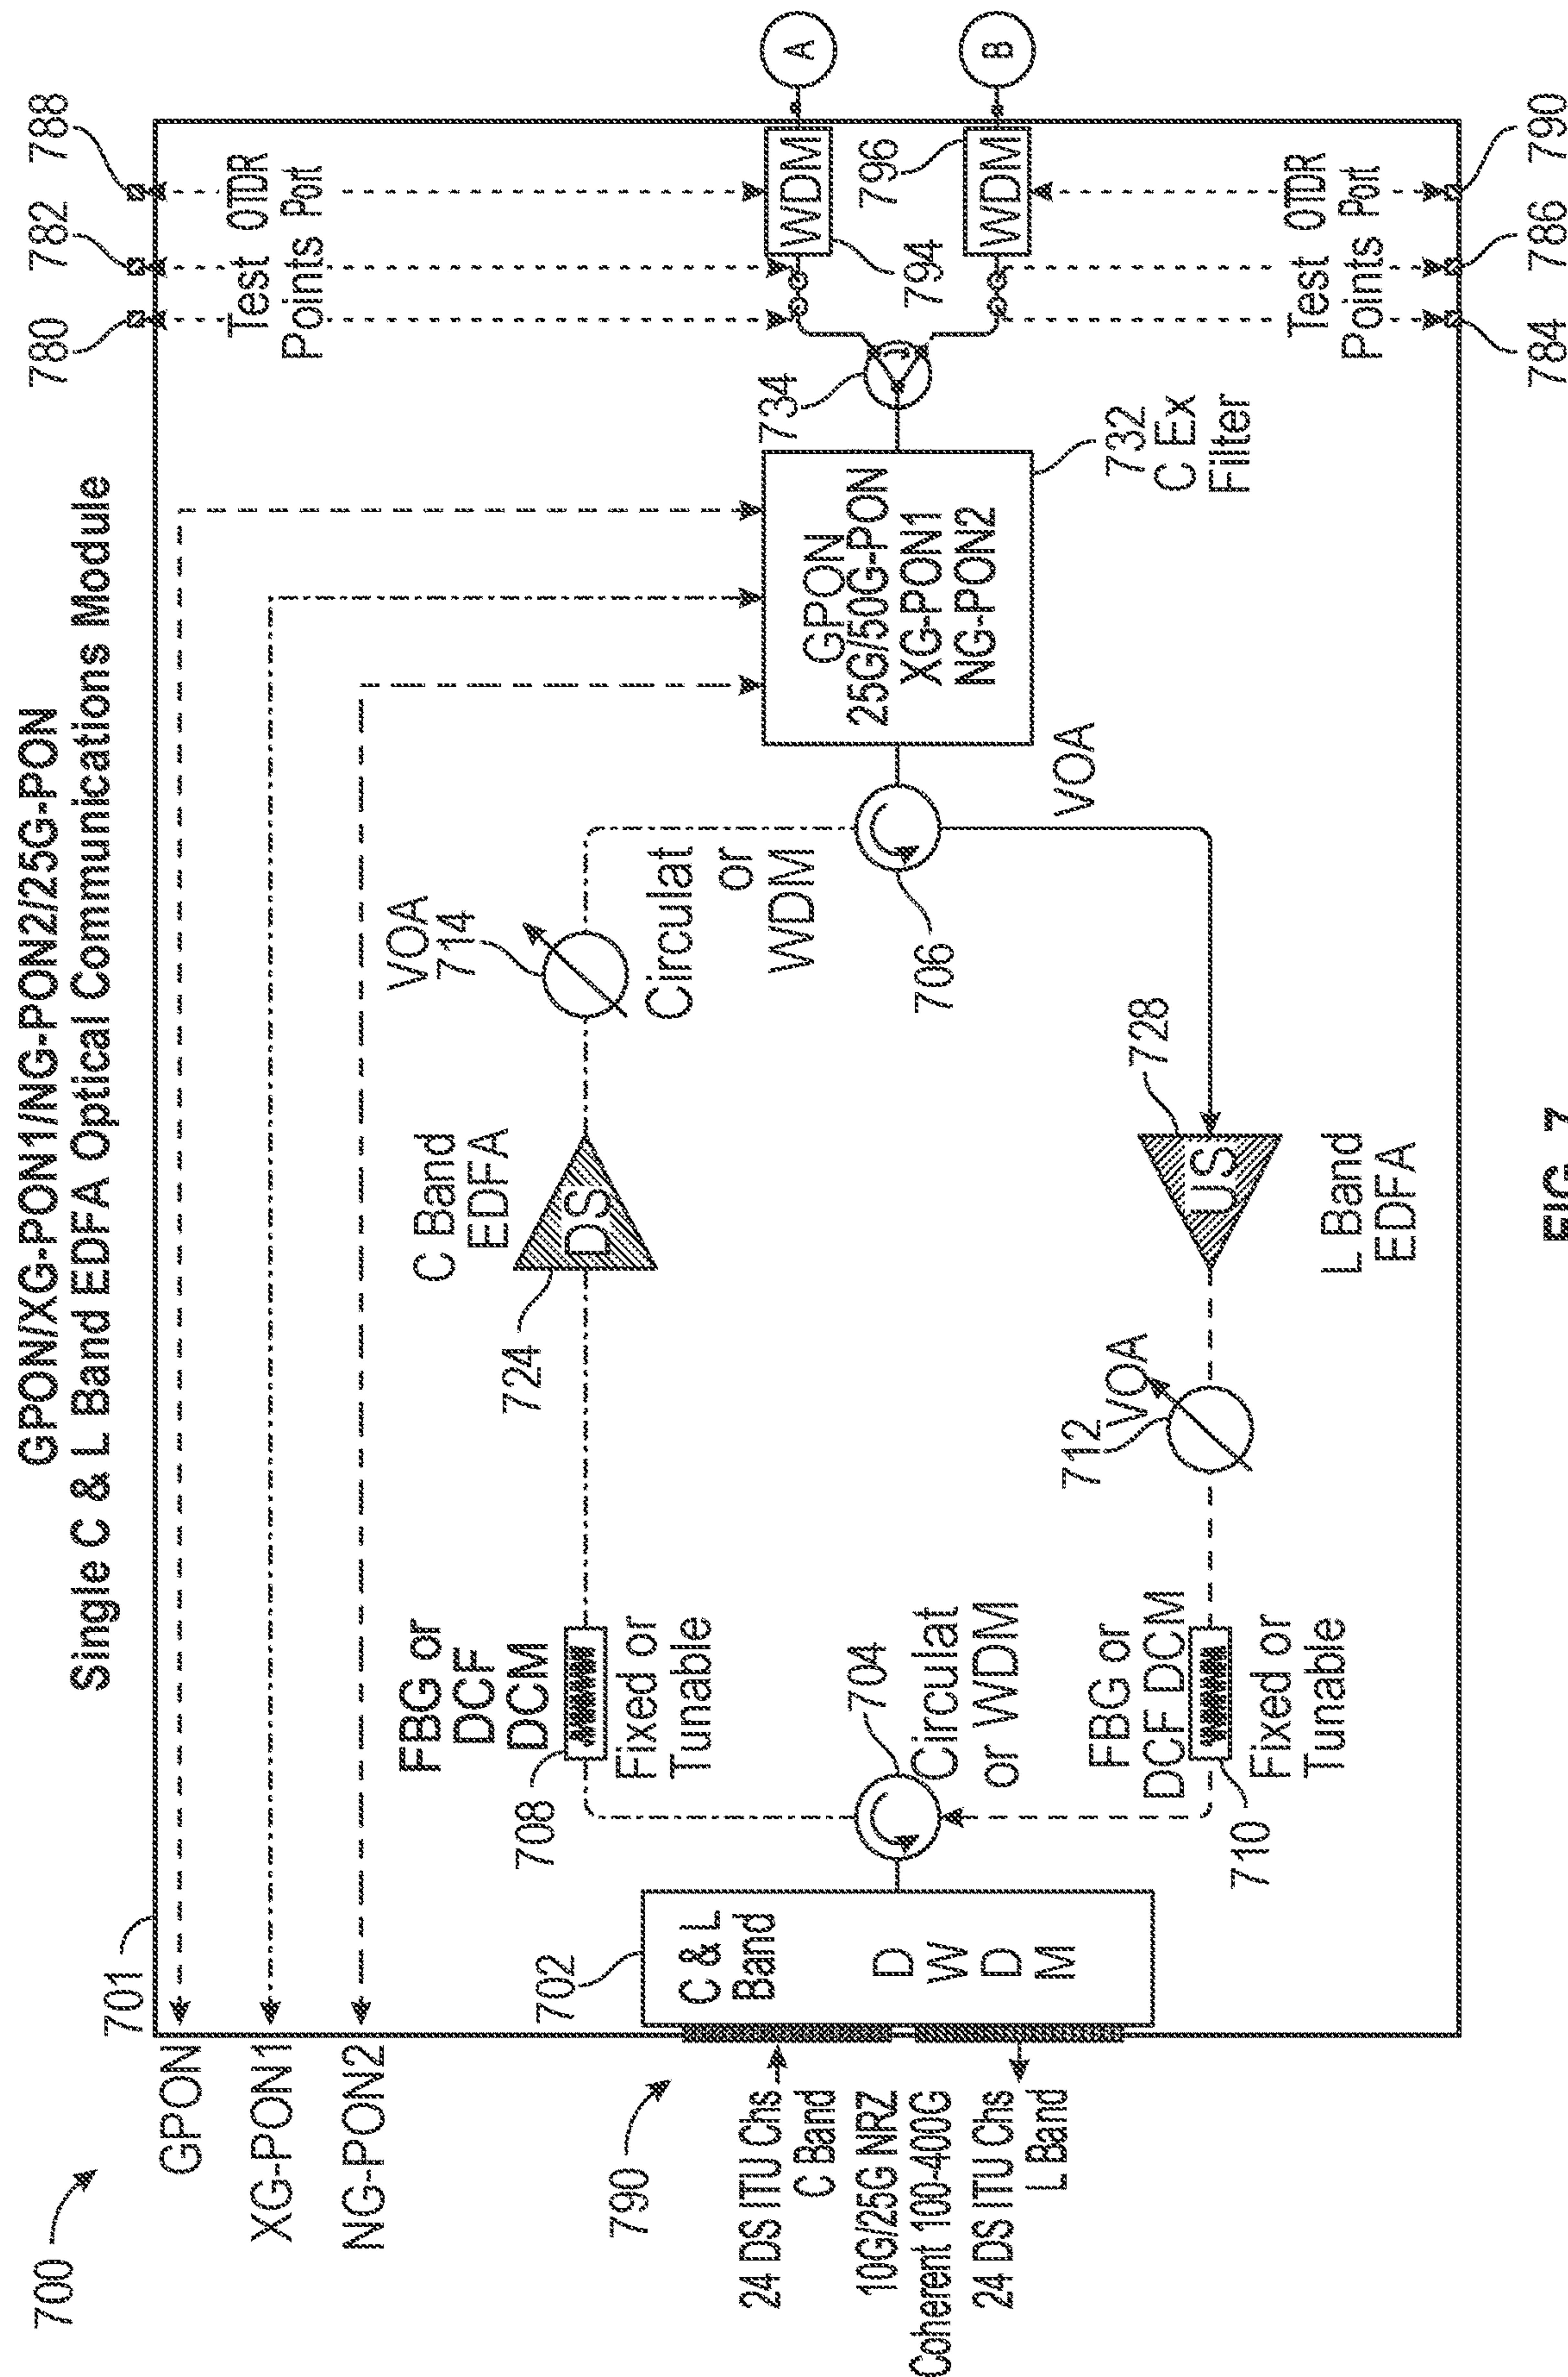 GPON/XG-PON1/NG-PON2/25G-PON
Single C & L Band EDFA Optical Communications Module
700
701
GPON
XG-PON1
NG-PON2
790
24 DS ITU Chs
C Band
10G/25G NRZ
Coherent 100-400G
24 DS ITU Chs
L Band
702
C & L
Band
D
W
D
M
704
Circulat
or WDM
708
FBG or
DCF
DCM
Fixed or
Tunable
710
FBG or
DCF DCM
Fixed or
Tunable
724
C Band
EDFA
DS
712
VOA
728
US
L Band
EDFA
VOA
714
Circulat
or
WDM
706
VOA
GPON
25G/50G-PON
XG-PON1
NG-PON2
732
C Ex
Filter
734
780
782
788
Test
Points
OTDR
Port
WDM
794
A
WDM
796
B
Test
Points
OTDR
Port
784
786
790
FIG. 7